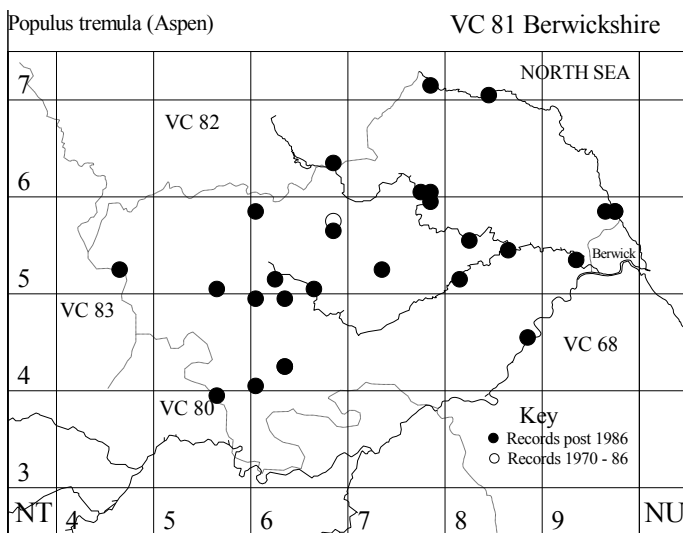 Populus tremula (Aspen)
VC 81 Berwickshire
NORTH SEA
7
VC 82
6
Berwick
5
VC 83
VC 68
4
VC 80
Key
Records post 1986
Records 1970 - 86
3
NT 4 5 6 7 8 9 NU